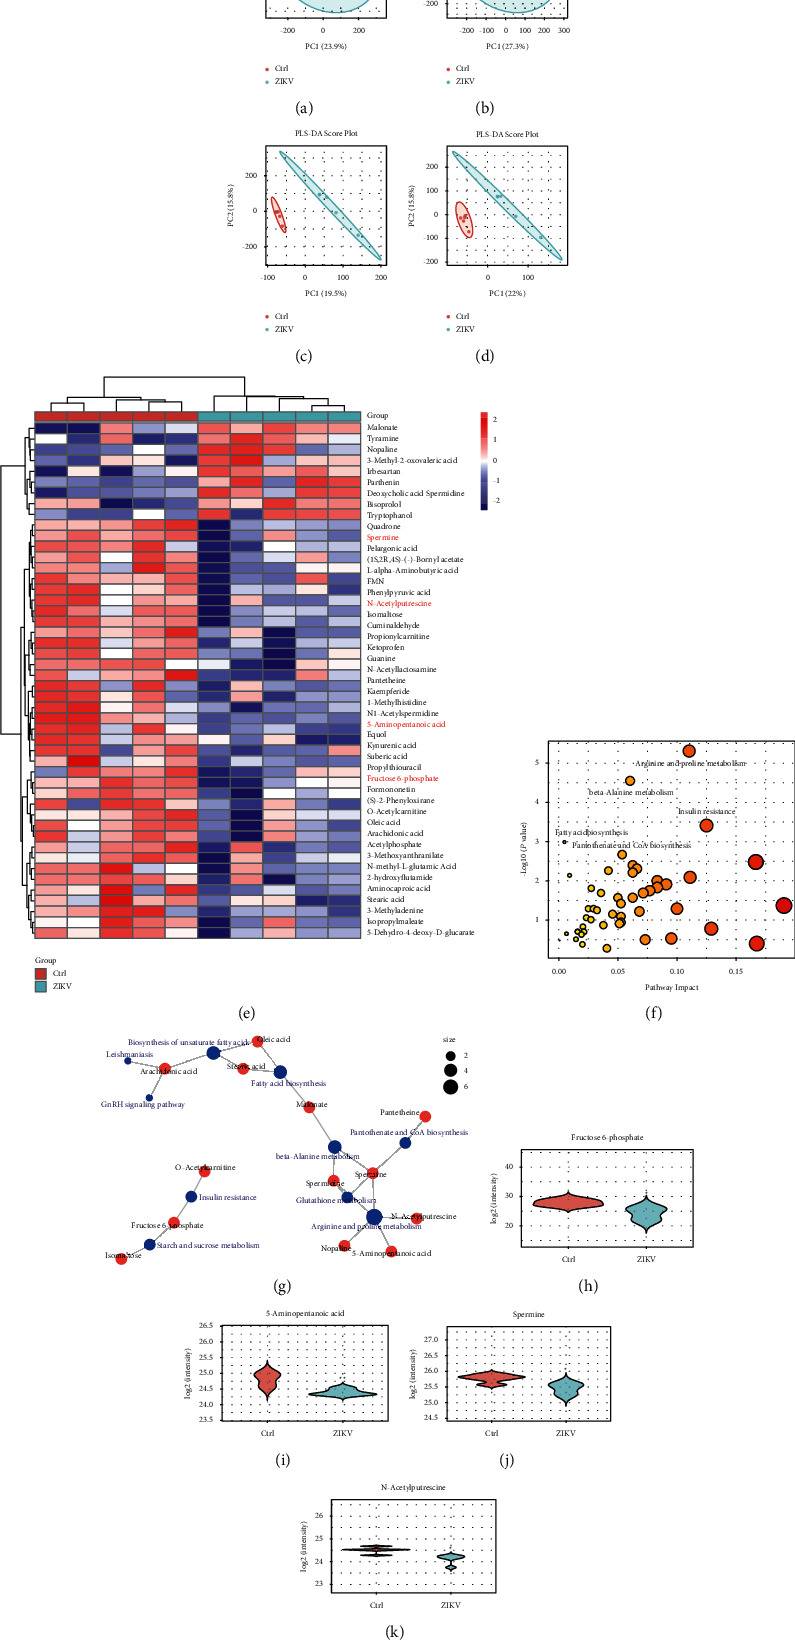 -200
-200 0 200
-200 -100 0 100 200 300
PC1 (23.9%)
PC1 (27.3%)
Ctrl
ZIKV
Ctrl
ZIKV
(a)
(b)
PLS-DA Score Plot
PLS-DA Score Plot
PC2 (15.8%)
200
0
-200
-100 0 100 200
PC1 (19.5%)
PC2 (15.8%)
200
100
0
-100
-200
0 100
PC1 (22%)
Ctrl
ZIKV
Ctrl
ZIKV
(c)
(d)
Group
Malonate
Tyramine
Nopaline
3-Methyl-2-oxovaleric acid
Irbesartan
Parthenin
Deoxycholic acid Spermidine
Bisoprolol
Tryptophanol
Quadrone
Spermine
Pelargonic acid
(1S,2R,4S)-(-)-Bornyl acetate
L-alpha-Aminobutyric acid
FMN
Phenylpyruvic acid
N-Acetylputrescine
Isomaltose
Cuminaldehyde
Propionylcarnitine
Ketoprofen
Guanine
N-Acetyllactosamine
Pantetheine
Kaempferide
1-Methylhistidine
N1-Acetylspermidine
5-Aminopentanoic acid
Equol
Kynurenic acid
Suberic acid
Propylthiouracil
Fructose 6-phosphate
Formononetin
(S)-2-Phenyloxirane
O-Acetylcarnitine
Oleic acid
Arachidonic acid
Acetylphosphate
3-Methoxyanthranilate
N-methyl-L-glutamic Acid
2-hydroxyflutamide
Aminocaproic acid
Stearic acid
3-Methyladenine
Isopropylmaleate
5-Dehydro-4-deoxy-D-glucarate
2
1
0
-1
-2
Group
Ctrl
ZIKV
(e)
-Log10 (P value)
5
4
3
2
1
Arginine and proline metabolism
beta-Alanine metabolism
Insulin resistance
Fatty acid biosynthesis
Pantothenate and CoA biosynthesis
0.00 0.05 0.10 0.15
Pathway Impact
(f)
Biosynthesis of unsaturate fatty acids
Oleic acid
Leishmaniasis
Arachidonic acid
Stearic acid
Fatty acid biosynthesis
GnRH signaling pathway
Malonate
Pantetheine
Pantothenate and CoA biosynthesis
beta-Alanine metabolism
O-Acetylcarnitine
Spermine
Spermidine
Insulin resistance
Glutathione metabolism
Fructose 6-phosphate
N-Acetylputrescine
Arginine and proline metabolism
Starch and sucrose metabolism
Isomaltose
Nopaline
5-Aminopentanoic acid
size
2
4
6
(g)
Fructose 6-phosphate
log2 (intensity)
40
30
20
Ctrl ZIKV
(h)
5-Aminopentanoic acid
log2 (intensity)
26.5
26.0
25.5
25.0
24.5
24.0
23.5
Ctrl ZIKV
(i)
Spermine
log2 (intensity)
27.0
26.5
26.0
25.5
25.0
24.5
Ctrl ZIKV
(j)
N-Acetylputrescine
log2 (intensity)
26
25
24
23
Ctrl ZIKV
(k)